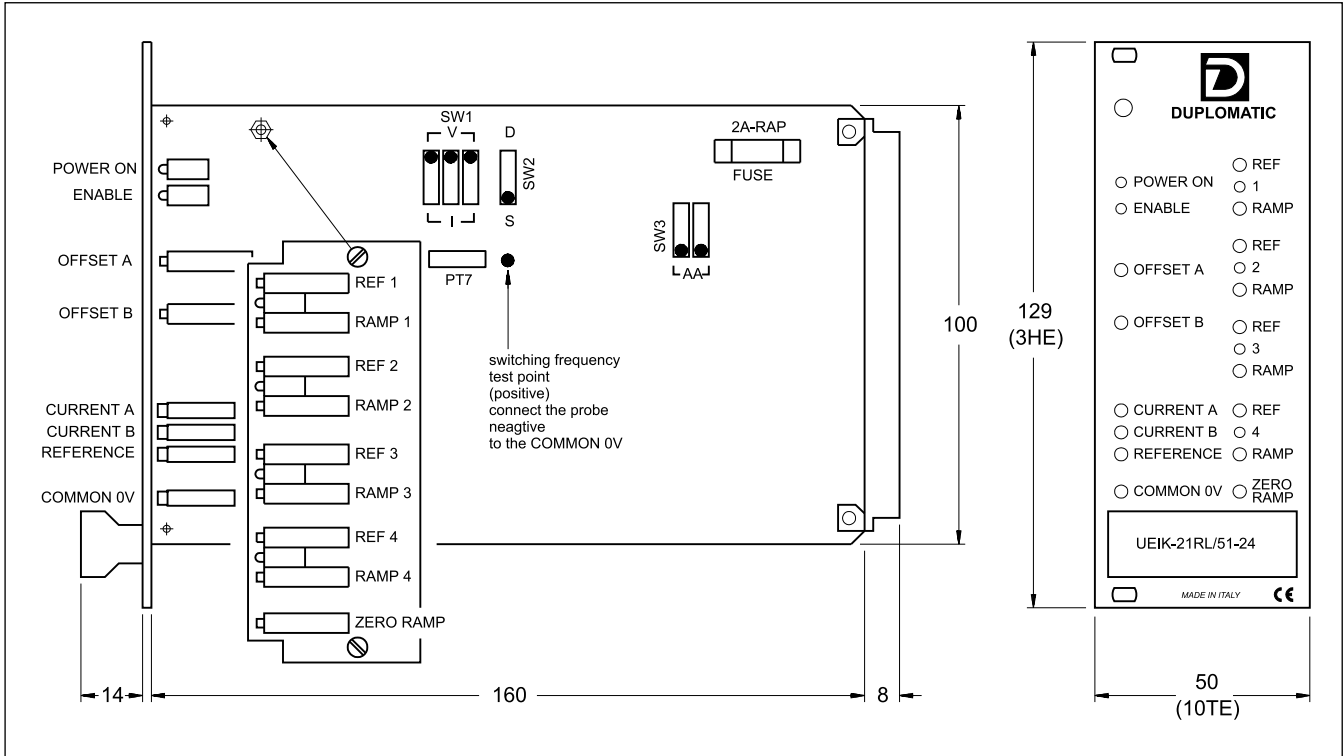 SW1
V
I
D
SW2
S
2A-RAP
FUSE
SW3
AA
PT7
POWER ON
ENABLE
OFFSET A
OFFSET B
CURRENT A
CURRENT B
REFERENCE
COMMON 0V
REF 1
RAMP 1
REF 2
RAMP 2
REF 3
RAMP 3
REF 4
RAMP 4
ZERO RAMP
switching frequency
test point
(positive)
connect the probe
neagtive
to the COMMON 0V
14
160
8
100
129
(3HE)
D
DUPLOMATIC
POWER ON
ENABLE
OFFSET A
OFFSET B
CURRENT A
CURRENT B
REFERENCE
COMMON 0V
REF
1
RAMP
REF
2
RAMP
REF
3
RAMP
REF
4
RAMP
ZERO
RAMP
UEIK-21RL/51-24
MADE IN ITALY
CE
50
(10TE)